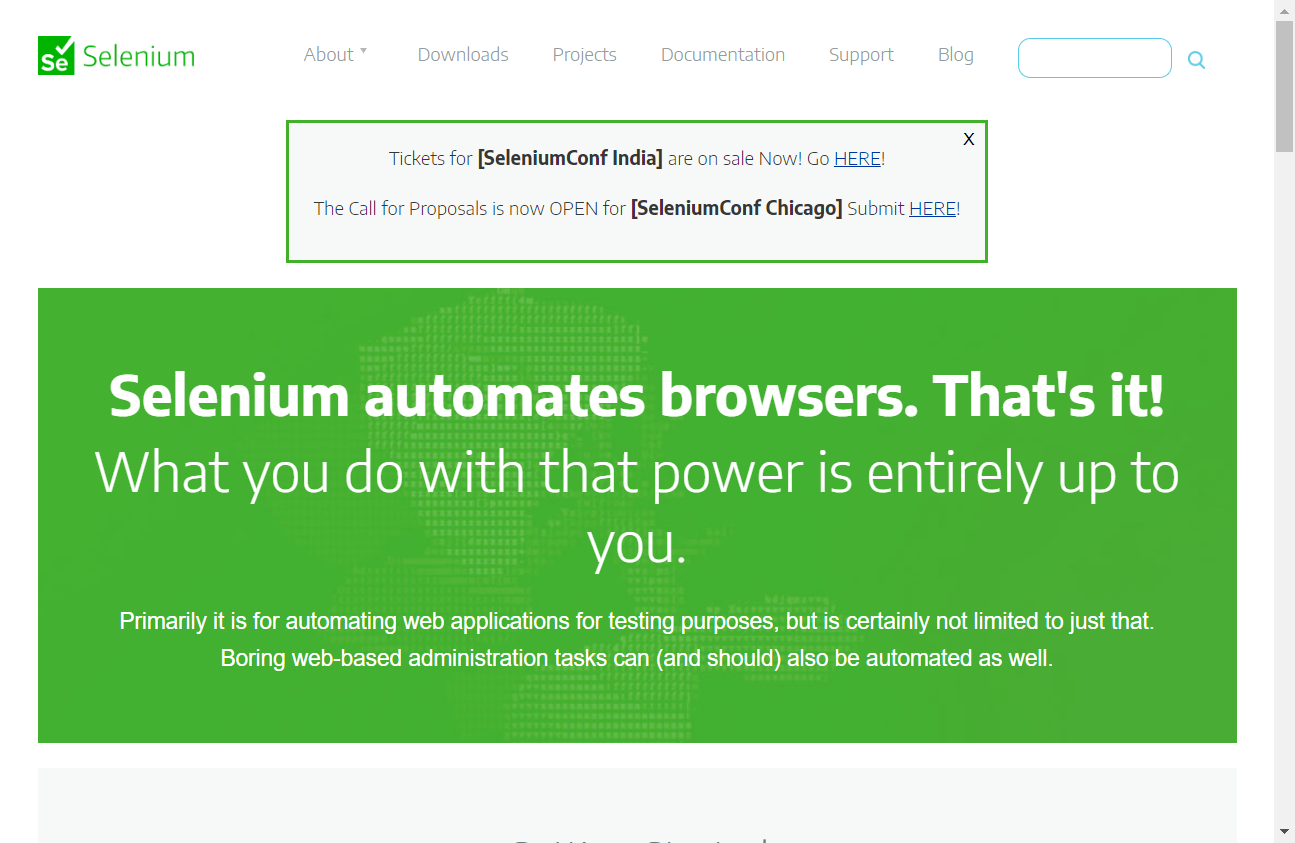 Se Selenium
About ▼ Downloads Projects Documentation Support Blog
X
Tickets for [SeleniumConf India] are on sale Now! Go HERE!
The Call for Proposals is now OPEN for [SeleniumConf Chicago] Submit HERE!
Selenium automates browsers. That's it!
What you do with that power is entirely up to
you.
Primarily it is for automating web applications for testing purposes, but is certainly not limited to just that.
Boring web-based administration tasks can (and should) also be automated as well.